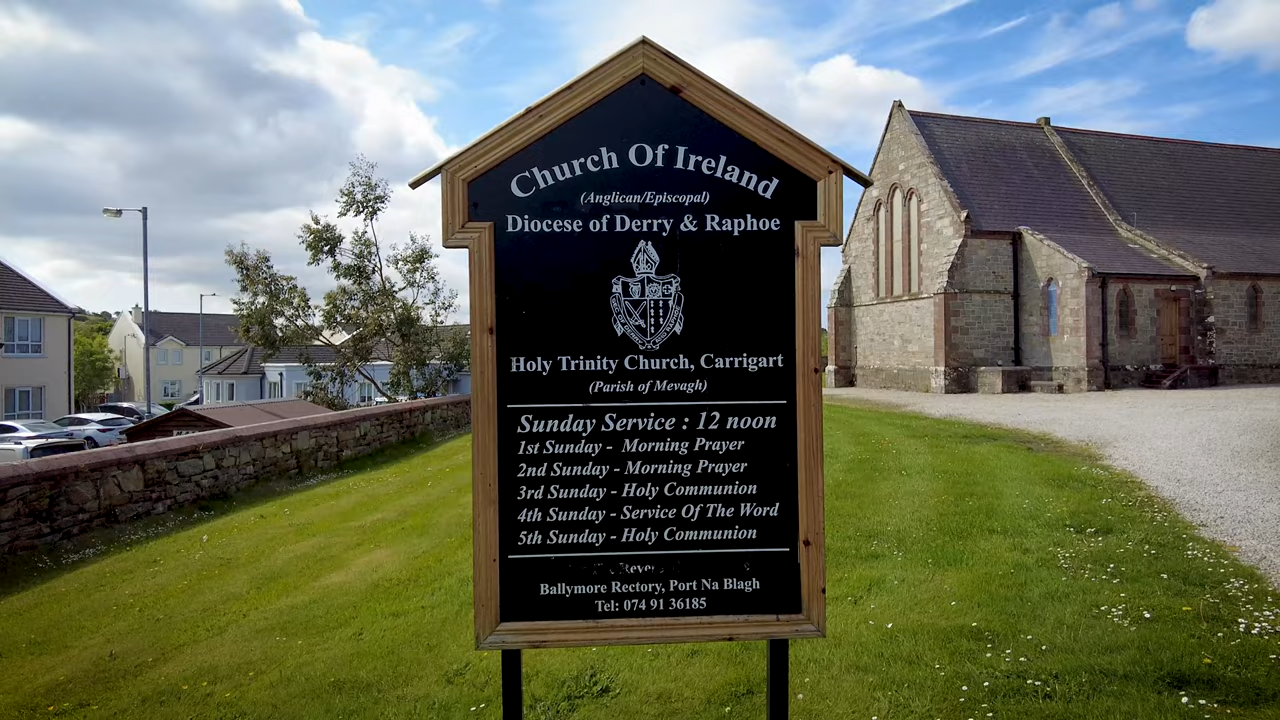 Church Of Ireland
(Anglican/Episcopal)
Diocese of Derry & Raphoe
Holy Trinity Church, Carrigart
(Parish of Mevagh)
Sunday Service : 12 noon
1st Sunday - Morning Prayer
2nd Sunday - Morning Prayer
3rd Sunday - Holy Communion
4th Sunday - Service Of The Word
5th Sunday - Holy Communion
Ballymore Rectory, Port Na Blagh
Tel: 074 91 36185